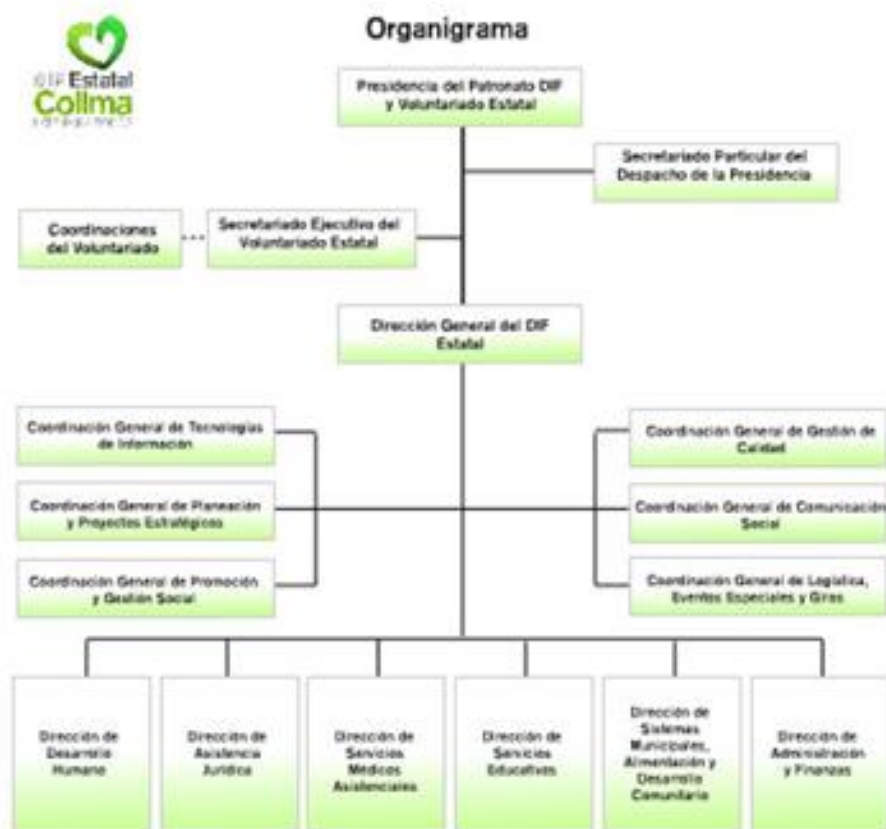 Organigrama
DIF Estatal
Colima
Presidencia del Patronato DIF
y Voluntariado Estatal
Secretariado Particular del
Despacho de la Presidencia
Coordinaciones
del Voluntariado
Secretariado Ejecutivo del
Voluntariado Estatal
Dirección General del DIF
Estatal
Coordinación General de Tecnologías
de Información
Coordinación General de Gestión de
Calidad
Coordinación General de Planeación
y Proyectos Estratégicos
Coordinación General de Comunicación
Social
Coordinación General de Promoción
y Gestión Social
Coordinación General de Logística,
Eventos Especiales y Giras
Dirección de
Desarrollo
Humano
Dirección de
Asistencia
Jurídica
Dirección de
Servicios
Médicos
Asistenciales
Dirección de
Servicios
Educativos
Dirección de
Sistemas
Municipales,
Alimentación y
Desarrollo
Comunitario
Dirección de
Administración
y Finanzas